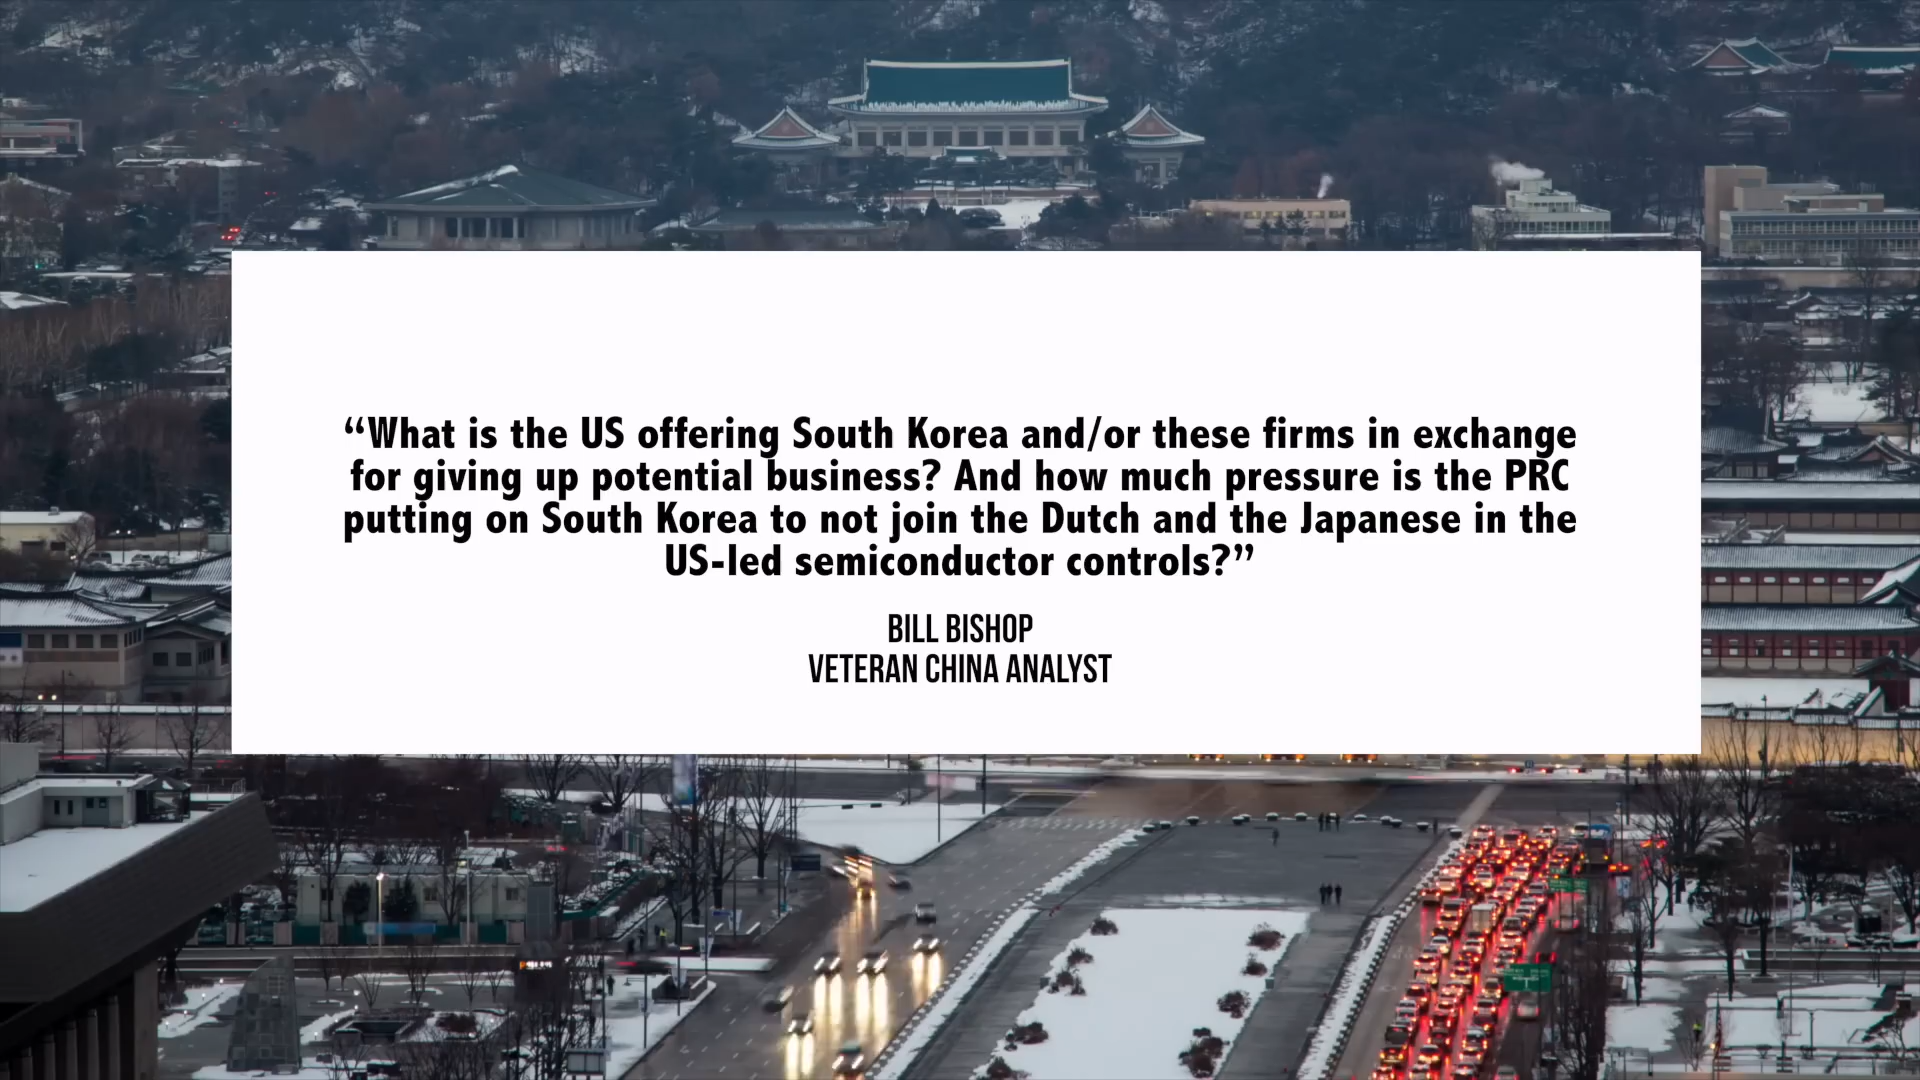 “What is the US offering South Korea and/or these firms in exchange
for giving up potential business? And how much pressure is the PRC
putting on South Korea to not join the Dutch and the Japanese in the
US-led semiconductor controls?”
BILL BISHOP
VETERAN CHINA ANALYST